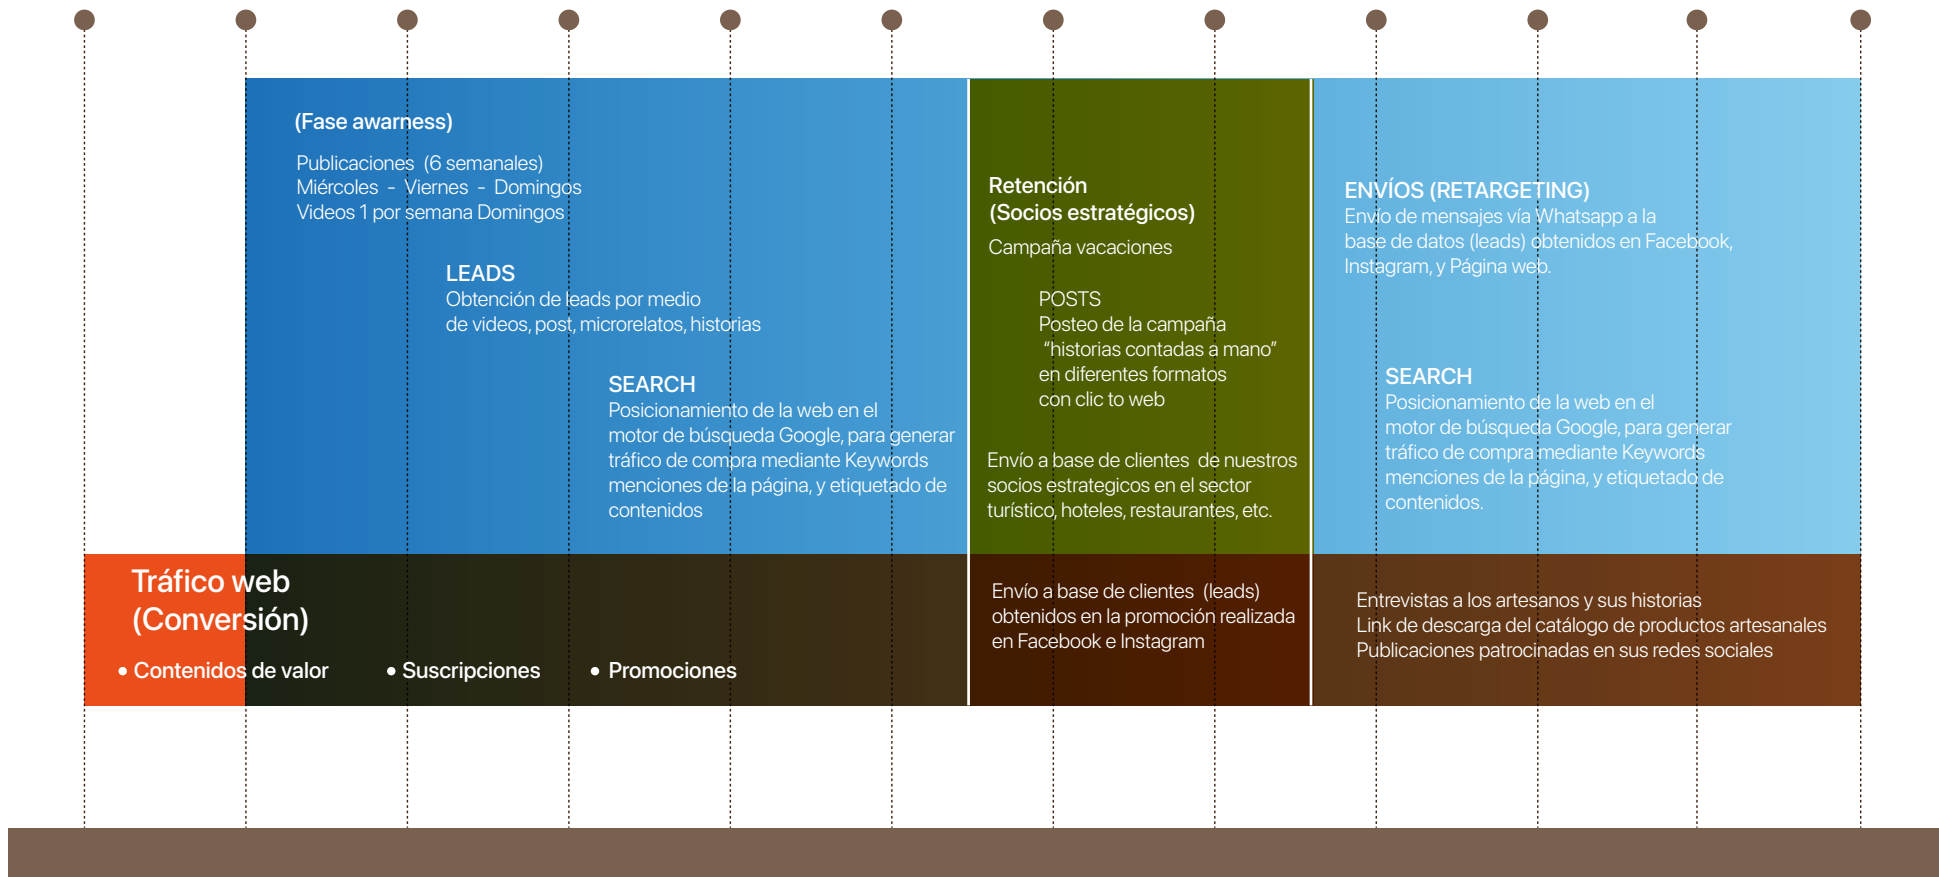 (Fase awarness)
Publicaciones (6 semanales)
Miércoles - Viernes - Domingos
Videos 1 por semana Domingos
LEADS
Obtención de leads por medio
de videos, post, microrelatos, historias
SEARCH
Posicionamiento de la web en el
motor de búsqueda Google, para generar
tráfico de compra mediante Keywords
menciones de la página, y etiquetado de
contenidos
Retención
(Socios estratégicos)
Campaña vacaciones
POSTS
Posteo de la campaña
“historias contadas a mano”
en diferentes formatos
con clic to web
Envío a base de clientes de nuestros
socios estrategicos en el sector
turístico, hoteles, restaurantes, etc.
ENVÍOS (RETARGETING)
Envío de mensajes vía Whatsapp a la
base de datos (leads) obtenidos en Facebook,
Instagram, y Página web.
SEARCH
Posicionamiento de la web en el
motor de búsqueda Google, para generar
tráfico de compra mediante Keywords
menciones de la página, y etiquetado de
contenidos.
Tráfico web
(Conversión)
• Contenidos de valor
• Suscripciones
• Promociones
Envío a base de clientes (leads)
obtenidos en la promoción realizada
en Facebook e Instagram
Entrevistas a los artesanos y sus historias
Link de descarga del catálogo de productos artesanales
Publicaciones patrocinadas en sus redes sociales